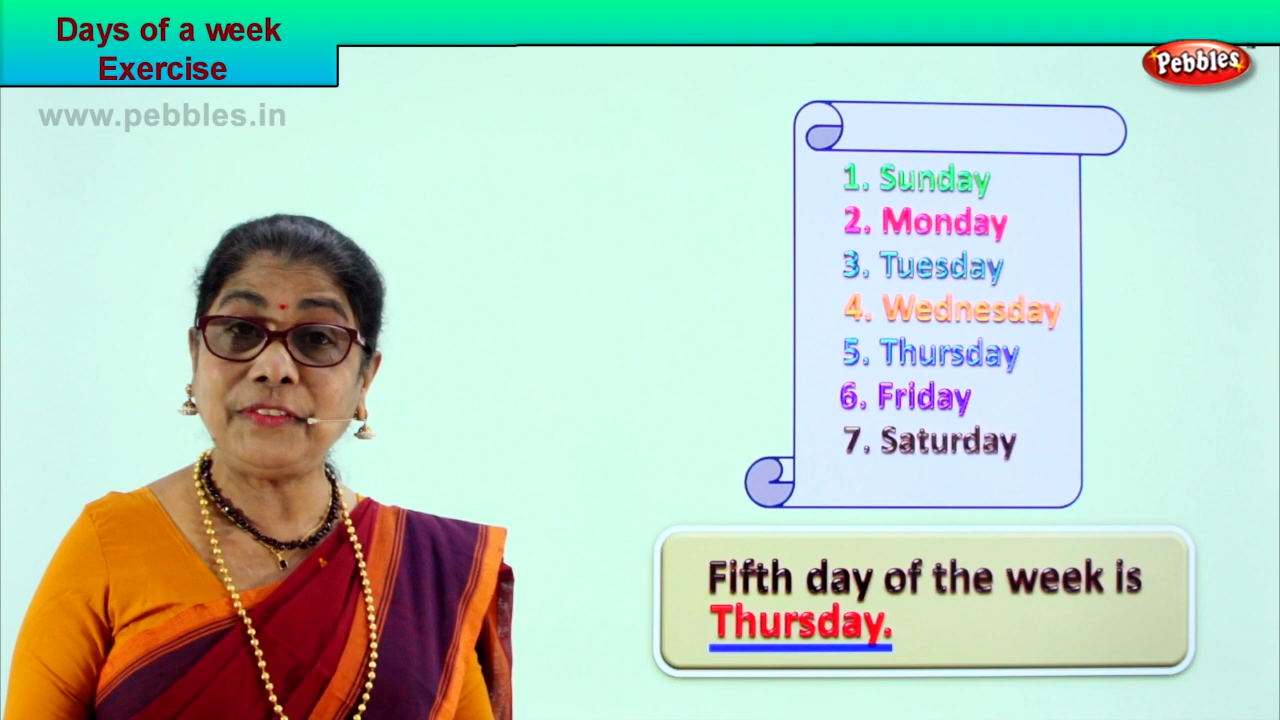 Days of a week
Exercise
www.pebbles.in
Pebbles
1. Sunday
2. Monday
3. Tuesday
4. Wednesday
5. Thursday
6. Friday
7. Saturday
Fifth day of the week is
Thursday.